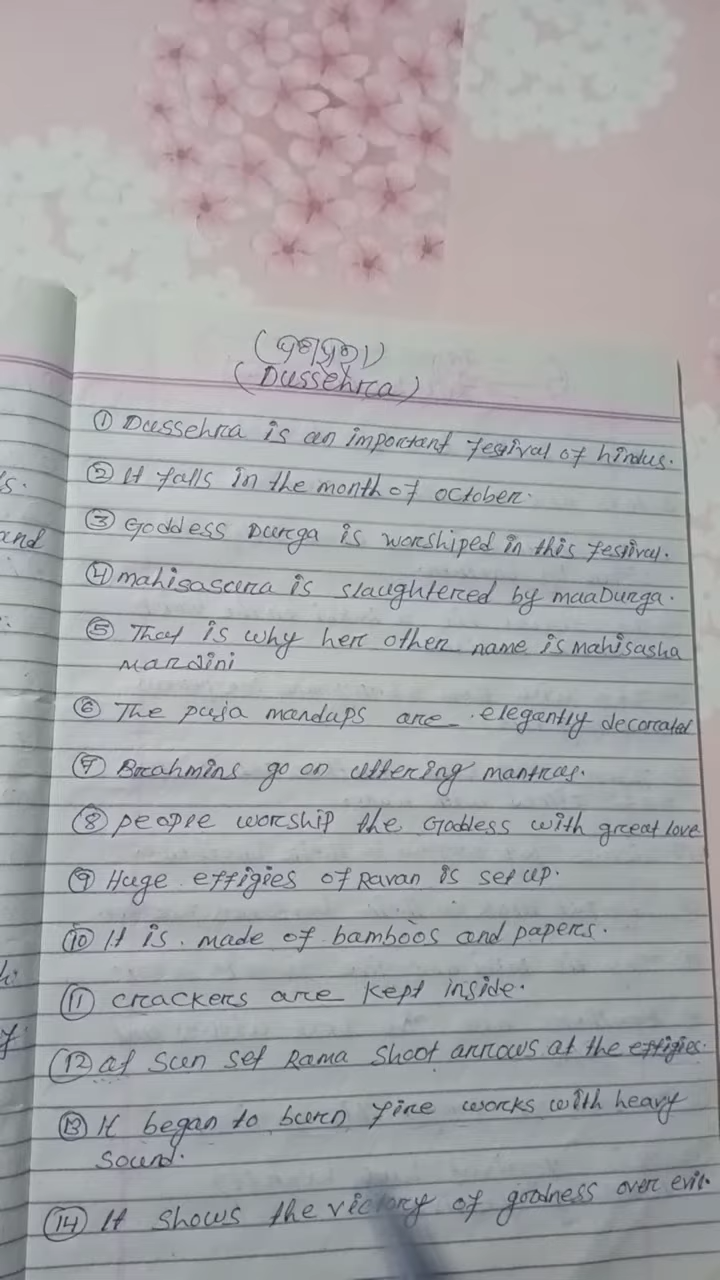 (ଦଶହରା)
(Dussehra)
① Dussehra is an important festival of hindus.
② It falls in the month of october.
③ Goddess Durga is worshiped in this festival.
④ mahisasura is slaughtered by maa Durga.
⑤ That is why her other name is Mahisasha
Mardini
⑥ The puja mandaps are elegantly decorated
⑦ Brahmins go on uttering mantras.
⑧ people worship the Goddess with great love
⑨ Huge effigies of Ravan is set up.
⑩ It is made of bamboos and papers.
⑪ crackers are kept inside.
⑫ at sun set Rama shoot arrows at the effigies.
⑬ It began to burn fire works with heavy
sound.
⑭ It shows the victory of goodness over evil.
s.
and